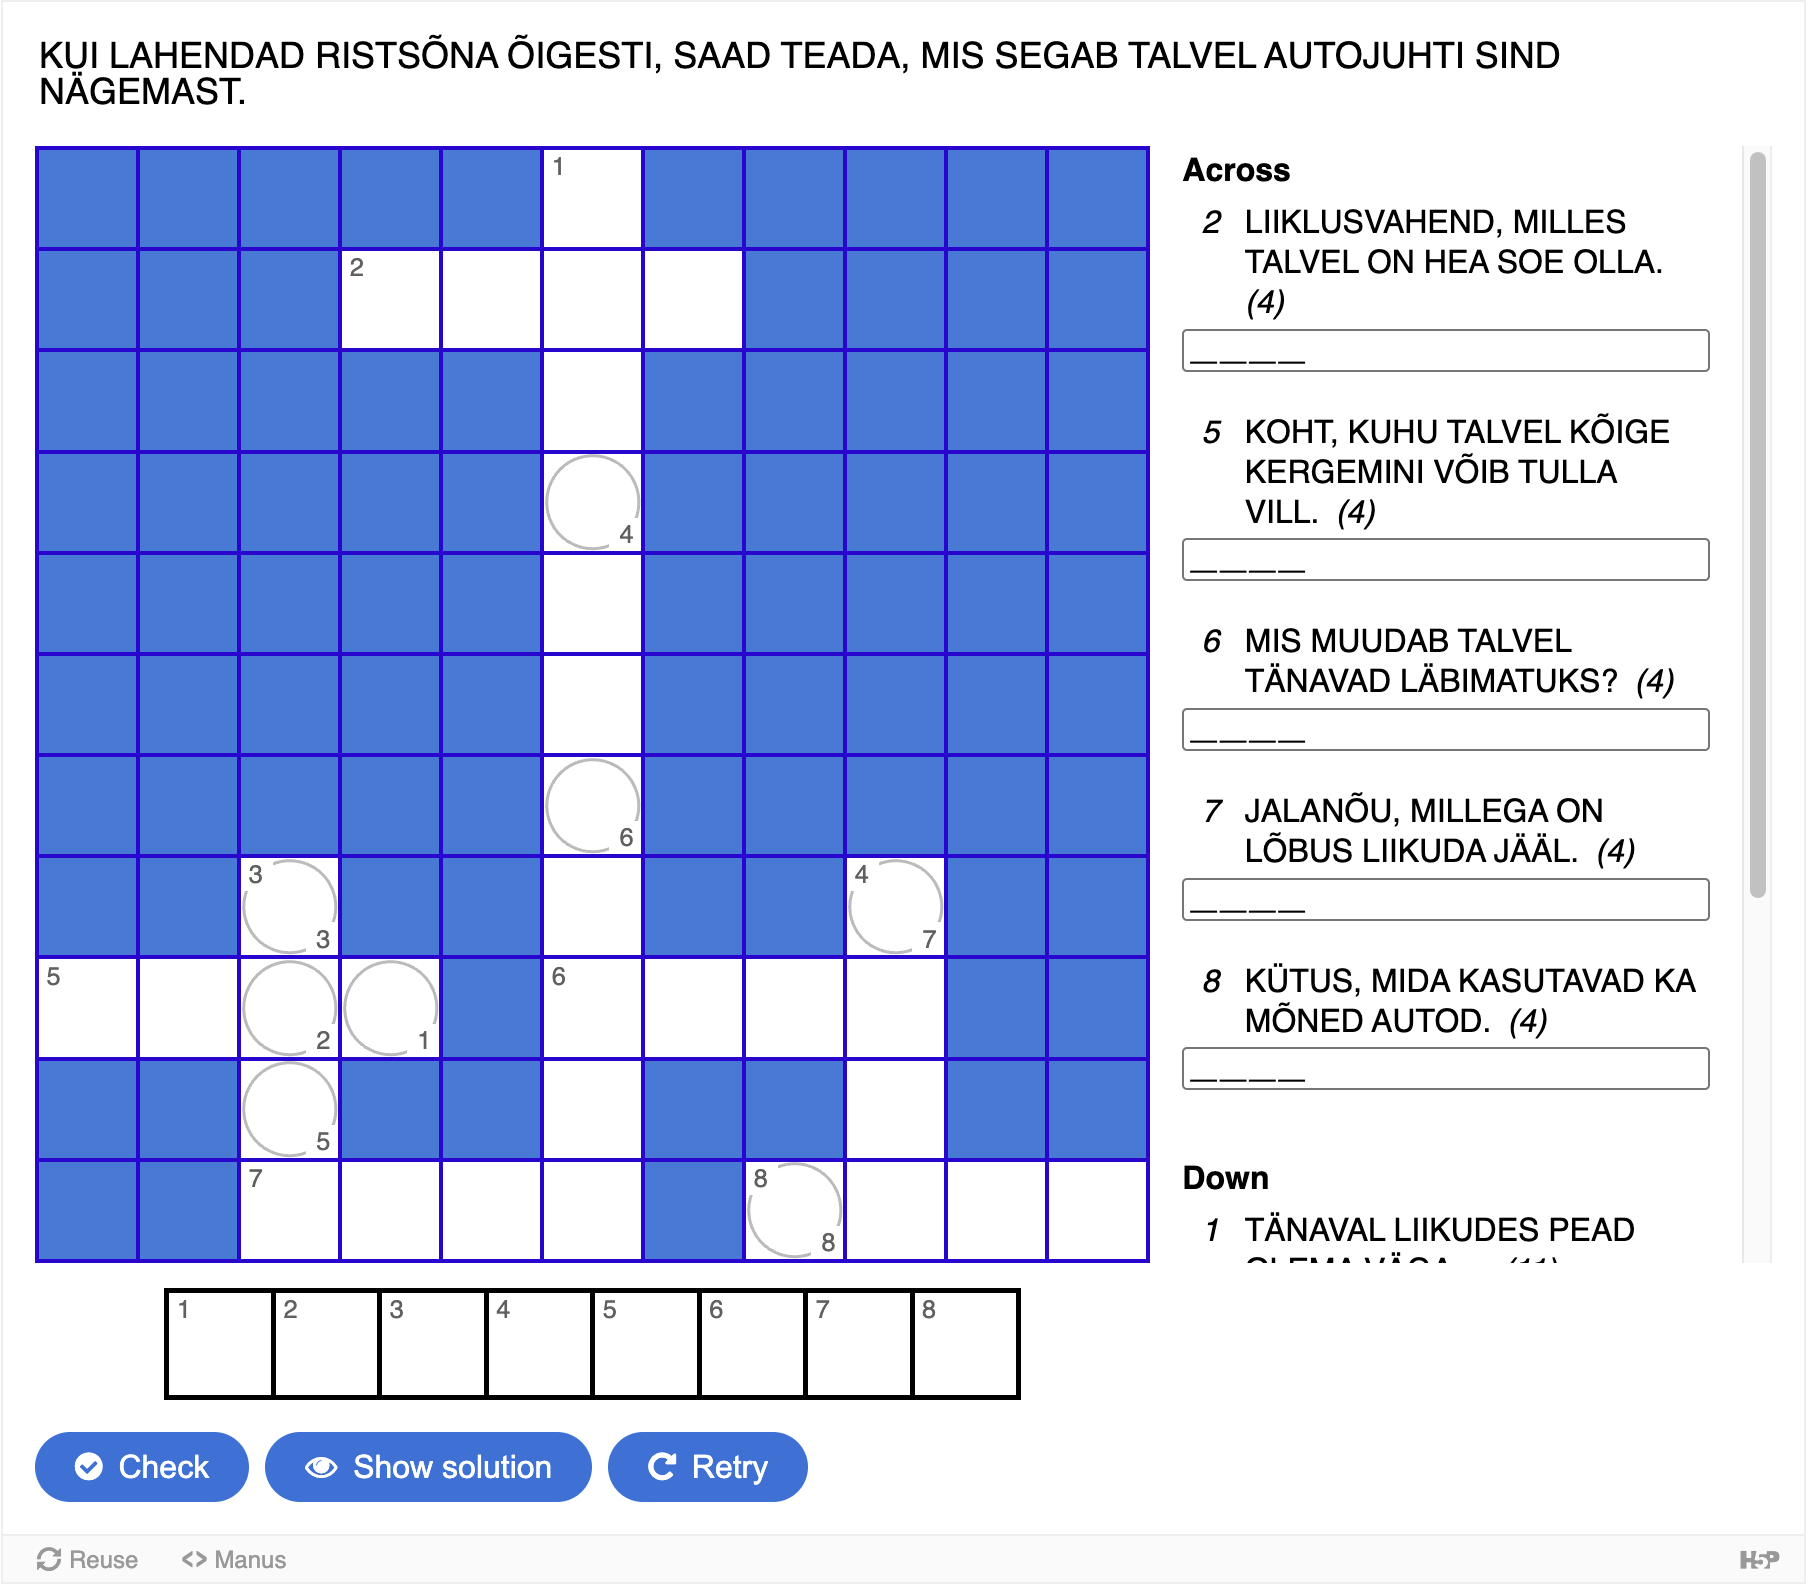 KUI LAHENDAD RISTSÕNA ÕIGESTI, SAAD TEADA, MIS SEGAB TALVEL AUTOJUHTI SIND
NÄGEMAST.
1
2
4
6
3
3
4
7
5
2
1
6
5
7
8
8
1 2 3 4 5 6 7 8
Across
2 LIIKLUSVAHEND, MILLES
TALVEL ON HEA SOE OLLA.
(4)
_ _ _ _
5 KOHT, KUHU TALVEL KÕIGE
KERGEMINI VÕIB TULLA
VILL. (4)
_ _ _ _
6 MIS MUUDAB TALVEL
TÄNAVAD LÄBIMATUKS? (4)
_ _ _ _
7 JALANÕU, MILLEGA ON
LÕBUS LIIKUDA JÄÄL. (4)
_ _ _ _
8 KÜTUS, MIDA KASUTAVAD KA
MÕNED AUTOD. (4)
_ _ _ _
Down
1 TÄNAVAL LIIKUDES PEAD
Check Show solution Retry
Reuse <> Manus H5P